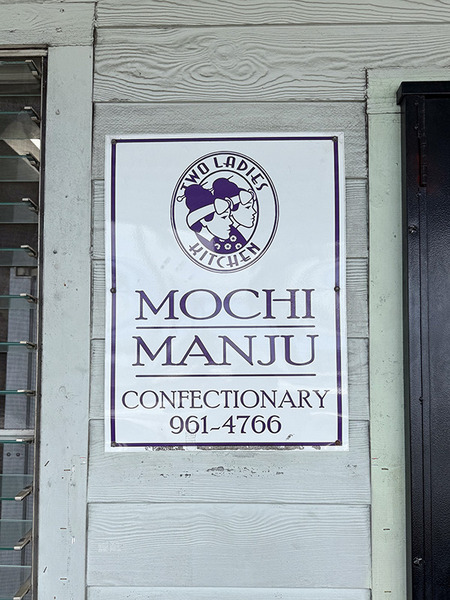 TWO LADIES
KITCHEN
MOCHI
MANJU
CONFECTIONARY
961~4766